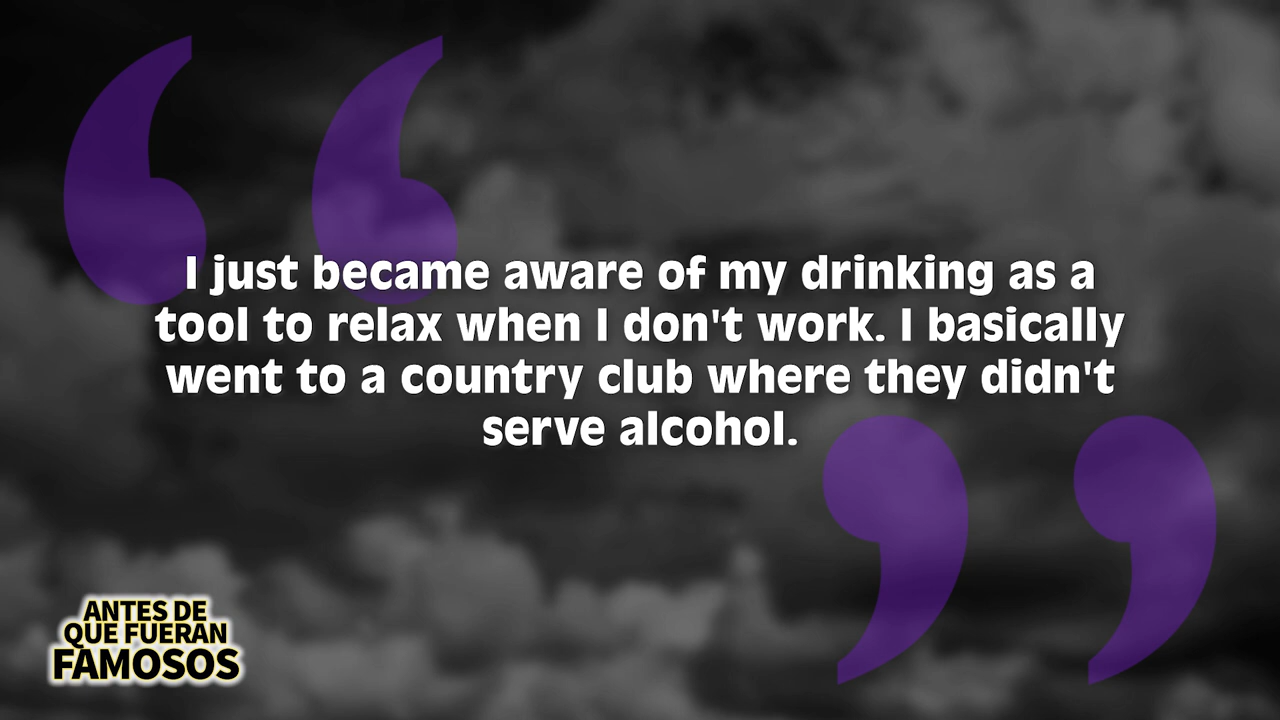 I just became aware of my drinking as a
tool to relax when I don't work. I basically
went to a country club where they didn't
serve alcohol.
ANTES DE
QUE FUERAN
FAMOSOS